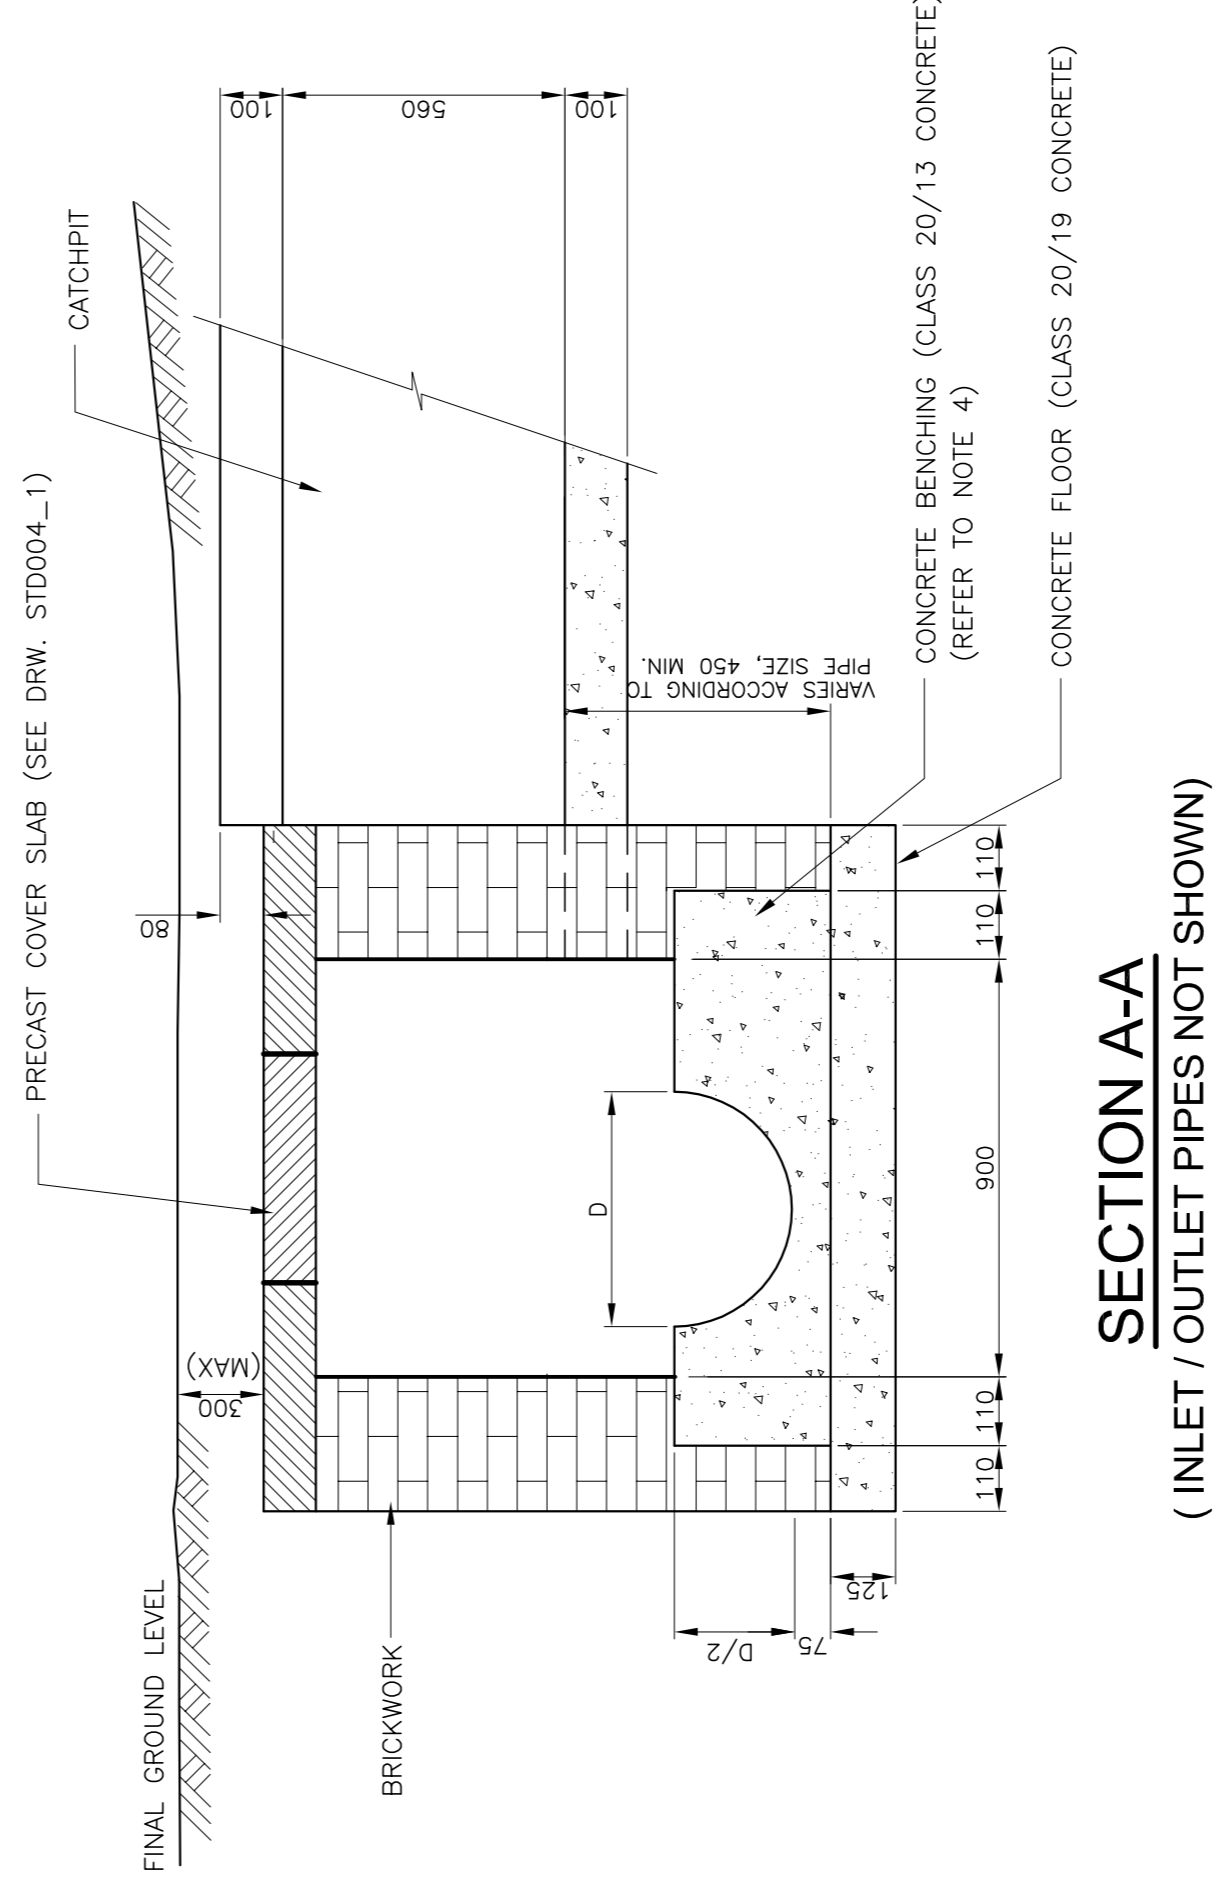 PRECAST COVER SLAB (SEE DRW. STD004_1)
CATCHPIT
FINAL GROUND LEVEL
300
(MAX)
80
100
560
100
BRICKWORK
D
VARIES ACCORDING TO
PIPE SIZE, 450 MIN.
D/2
75
125
CONCRETE BENCHING (CLASS 20/13 CONCRETE)
(REFER TO NOTE 4)
CONCRETE FLOOR (CLASS 20/19 CONCRETE)
110
110
900
110
110
SECTION A-A
( INLET / OUTLET PIPES NOT SHOWN)